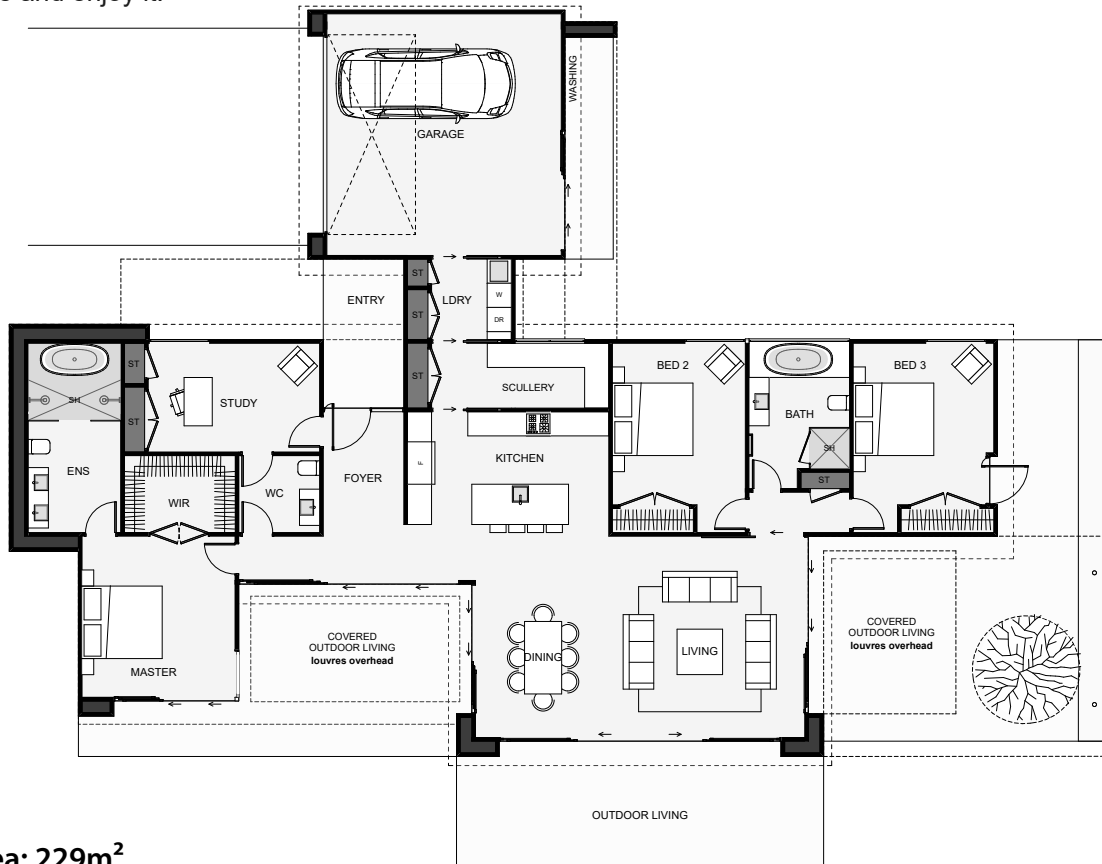 and enjoy it.
WASHING
GARAGE
ST
ENTRY
LDRY
W
ST
DR
ST
SCULLERY
BED 2
BED 3
ST
SH
STUDY
BATH
ST
SH
ENS
KITCHEN
F
FOYER
WC
WIR
ST
COVERED
OUTDOOR LIVING
louvres overhead
COVERED
OUTDOOR LIVING
louvres overhead
DINING
LIVING
MASTER
OUTDOOR LIVING
229m²